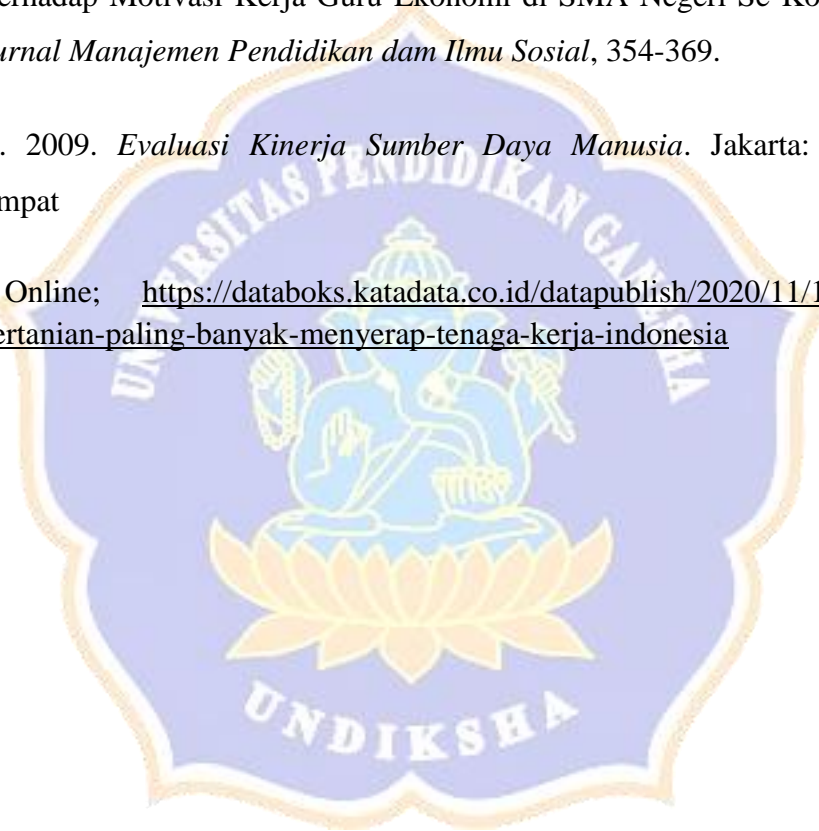 erhadap Motivasi Kerja Guru Ekonomi di SMA Negeri Se Ko
urnal Manajemen Pendidikan dam Ilmu Sosial, 354-369.
. 2009. Evaluasi Kinerja Sumber Daya Manusia. Jakarta:
mpat
Online; https://databoks.katadata.co.id/datapublish/2020/11/1
ertanian-paling-banyak-menyerap-tenaga-kerja-indonesia
UNIVERSITAS PENDIDIKAN GANESHA
UNDIKSHA